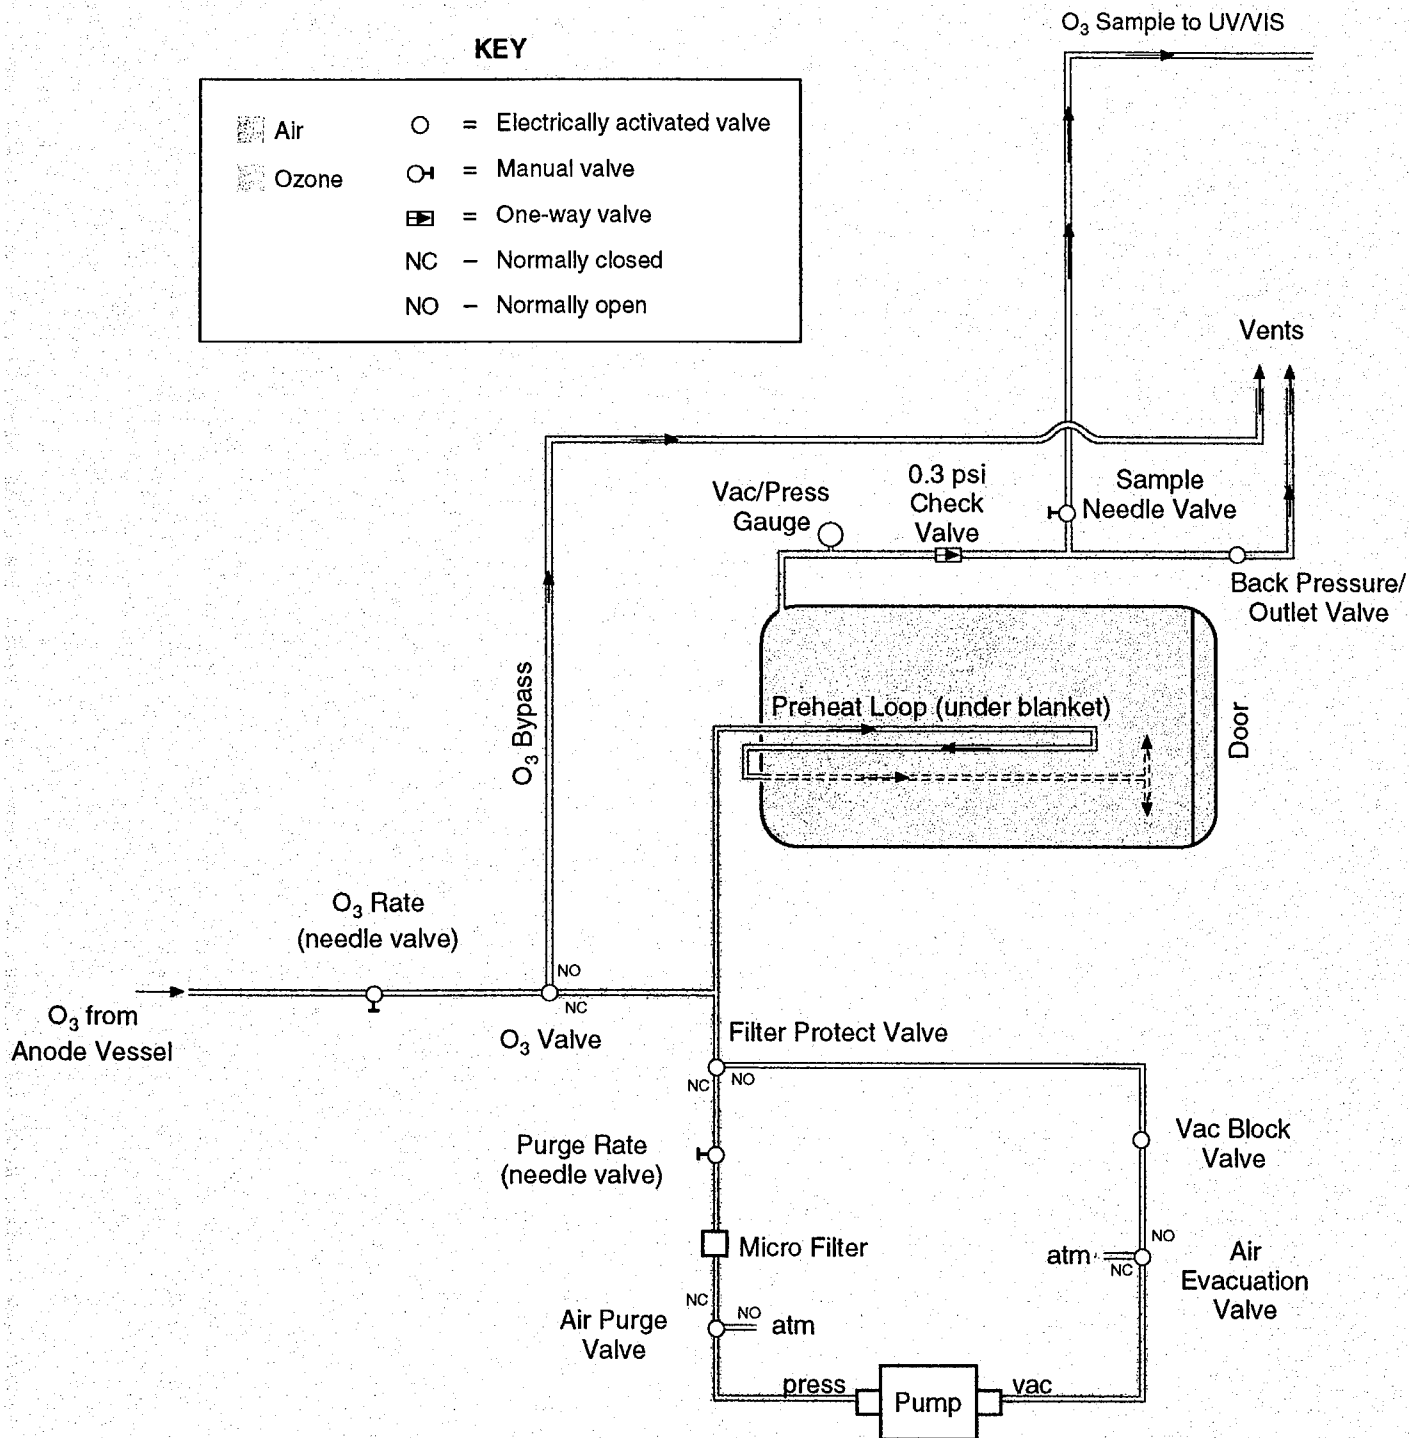 O3 Sample to UV/VIS
KEY
Air
Ozone
= Electrically activated valve
= Manual valve
= One-way valve
NC – Normally closed
NO – Normally open
Vents
Vac/Press
Gauge
0.3 psi
Check
Valve
Sample
Needle Valve
Back Pressure/
Outlet Valve
O3 Bypass
Preheat Loop (under blanket)
Door
O3 Rate
(needle valve)
O3 from
Anode Vessel
NO
NC
O3 Valve
Filter Protect Valve
NC
NO
Purge Rate
(needle valve)
Vac Block
Valve
Micro Filter
NO
atm
NC
Air
Evacuation
Valve
NC
NO
Air Purge
Valve
atm
press
Pump
vac